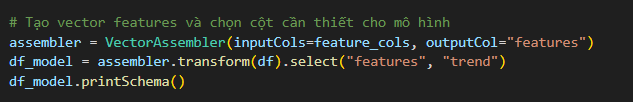 # Tạo vector features và chọn cột cần thiết cho mô hình
assembler = VectorAssembler(inputCols=feature_cols, outputCol="features")
df_model = assembler.transform(df).select("features", "trend")
df_model.printSchema()